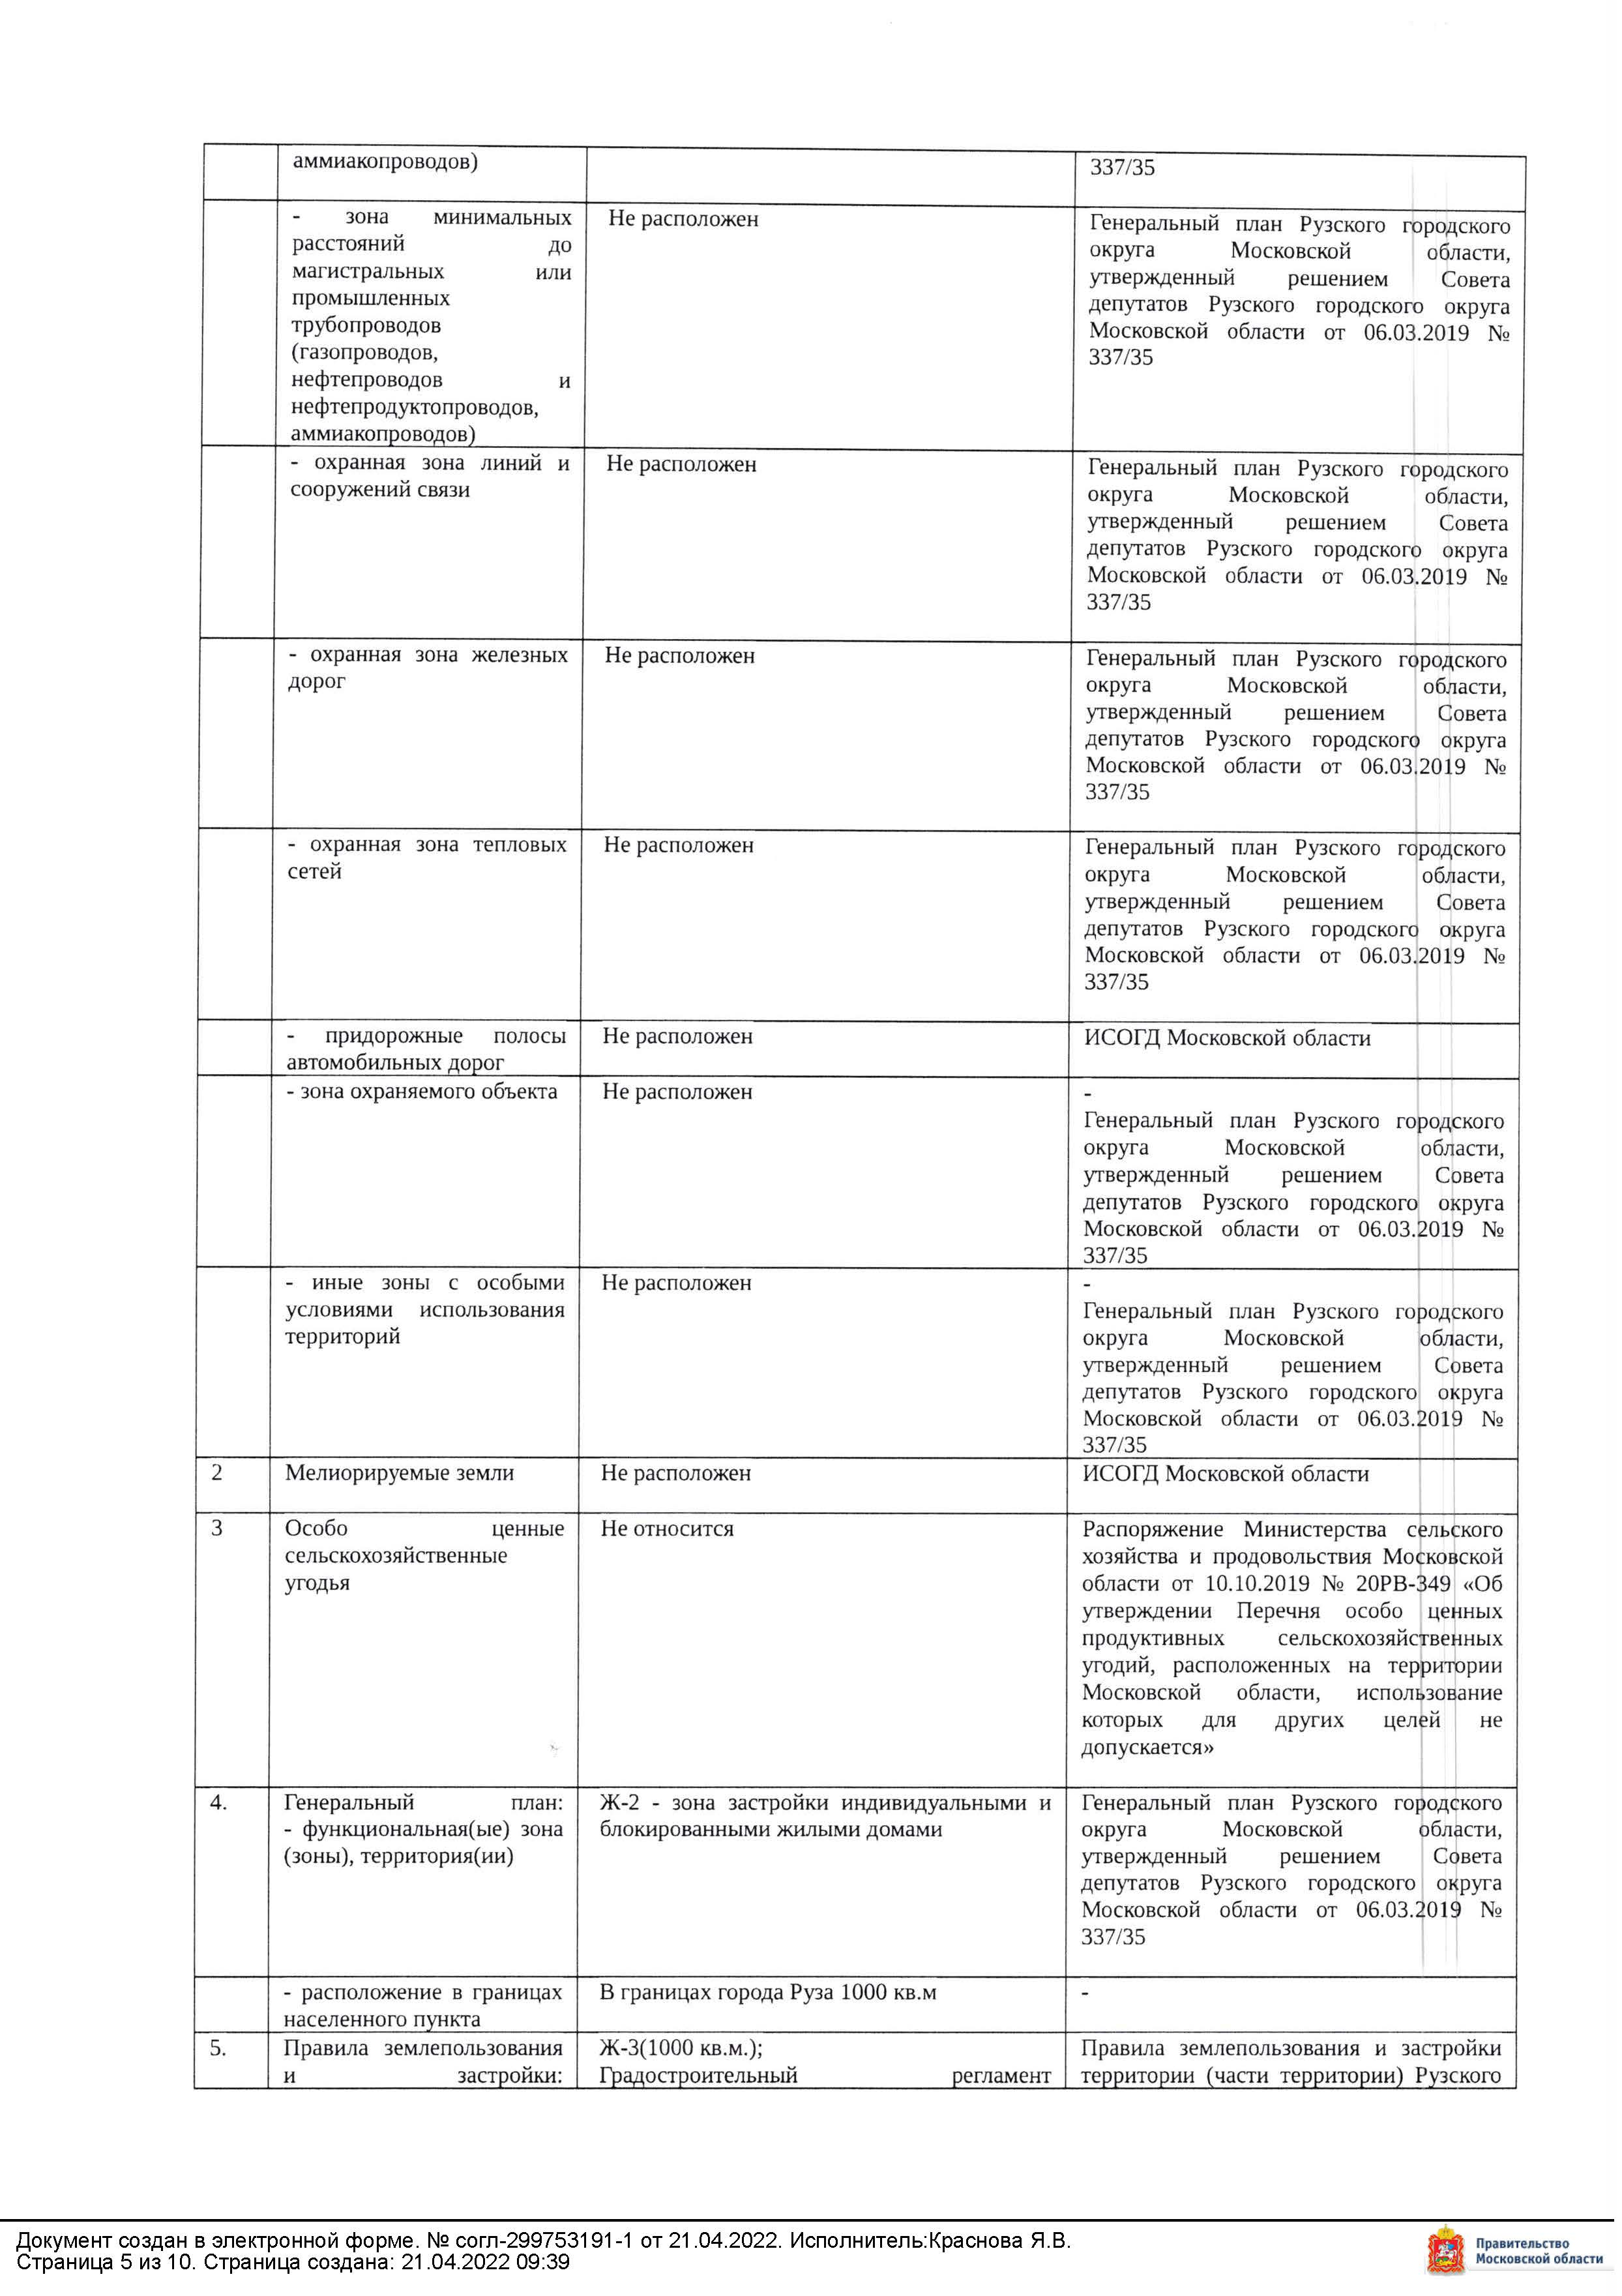 аммиакопроводов)
337/35
- зона минимальных
расстояний до
магистральных или
промышленных
трубопроводов
(газопроводов,
нефтепроводов и
нефтепродуктопроводов,
аммиакопроводов)
Не расположен
Генеральный план Рузского городского
округа Московской области,
утвержденный решением Совета
депутатов Рузского городского округа
Московской области от 06.03.2019 №
337/35
- охранная зона линий и
сооружений связи
Не расположен
Генеральный план Рузского городского
округа Московской области,
утвержденный решением Совета
депутатов Рузского городского округа
Московской области от 06.03.2019 №
337/35
- охранная зона железных
дорог
Не расположен
Генеральный план Рузского городского
округа Московской области,
утвержденный решением Совета
депутатов Рузского городского округа
Московской области от 06.03.2019 №
337/35
- охранная зона тепловых
сетей
Не расположен
Генеральный план Рузского городского
округа Московской области,
утвержденный решением Совета
депутатов Рузского городского округа
Московской области от 06.03.2019 №
337/35
- придорожные полосы
автомобильных дорог
Не расположен
ИСОГД Московской области
- зона охраняемого объекта
Не расположен
-
Генеральный план Рузского городского
округа Московской области,
утвержденный решением Совета
депутатов Рузского городского округа
Московской области от 06.03.2019 №
337/35
- иные зоны с особыми
условиями использования
территорий
Не расположен
-
Генеральный план Рузского городского
округа Московской области,
утвержденный решением Совета
депутатов Рузского городского округа
Московской области от 06.03.2019 №
337/35
2
Мелиорируемые земли
Не расположен
ИСОГД Московской области
3
Особо ценные
сельскохозяйственные
угодья
Не относится
Распоряжение Министерства сельского
хозяйства и продовольствия Московской
области от 10.10.2019 № 20РВ-349 «Об
утверждении Перечня особо ценных
продуктивных сельскохозяйственных
угодий, расположенных на территории
Московской области, использование
которых для других целей не
допускается»
4.
Генеральный план:
- функциональная(ые) зона
(зоны), территория(ии)
Ж-2 - зона застройки индивидуальными и
блокированными жилыми домами
Генеральный план Рузского городского
округа Московской области,
утвержденный решением Совета
депутатов Рузского городского округа
Московской области от 06.03.2019 №
337/35
- расположение в границах
населенного пункта
В границах города Руза 1000 кв.м
-
5.
Правила землепользования
и застройки:
Ж-3(1000 кв.м.);
Градостроительный регламент
Правила землепользования и застройки
территории (части территории) Рузского
Документ создан в электронной форме. № согл-299753191-1 от 21.04.2022. Исполнитель:Краснова Я.В.
Страница 5 из 10. Страница создана: 21.04.2022 09:39
Правительство
Московской области